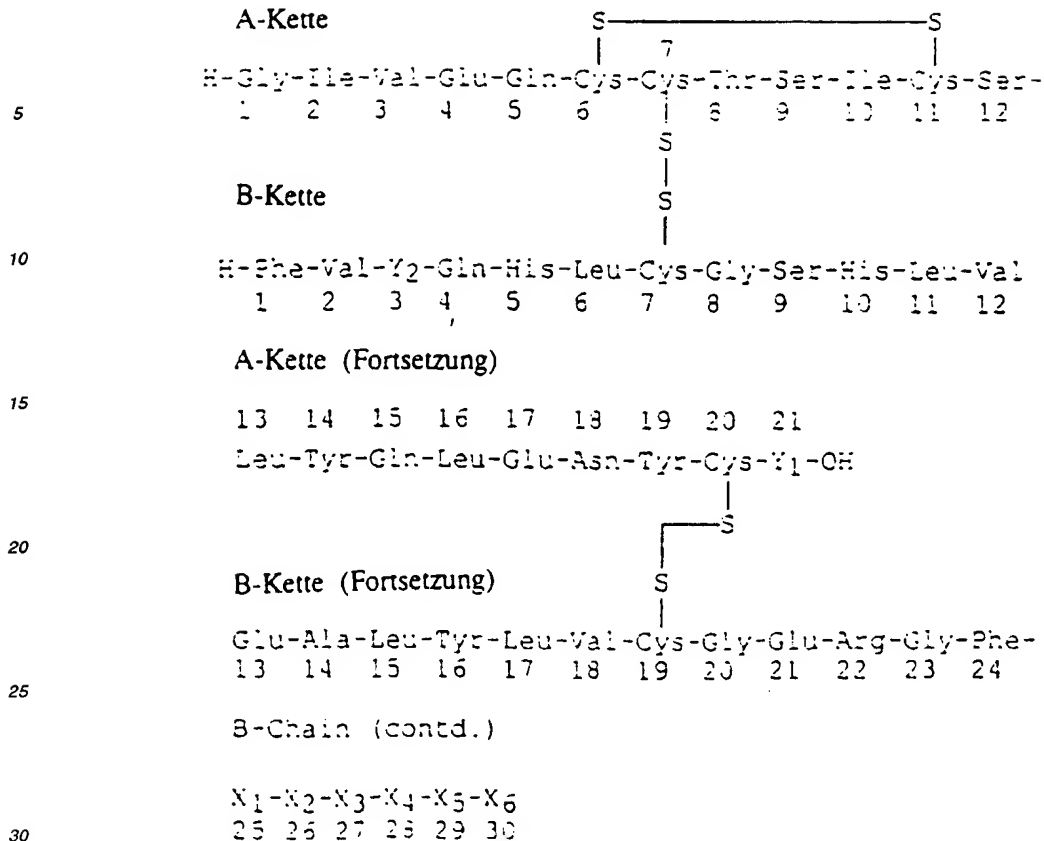 A-Kette
S S
7
H-Gly-Ile-Val-Glu-Gln-Cys-Cys-Thr-Ser-Ile-Cys-Ser-
5 1 2 3 4 5 6 8 9 10 11 12
S
B-Kette
S
10
H-Phe-Val-Y2-Gln-His-Leu-Cys-Gly-Ser-His-Leu-Val
1 2 3 4 5 6 7 8 9 10 11 12
A-Kette (Fortsetzung)
15
13 14 15 16 17 18 19 20 21
Leu-Tyr-Gln-Leu-Glu-Asn-Tyr-Cys-Y1-OH
S
20
S
B-Kette (Fortsetzung)
Glu-Ala-Leu-Tyr-Leu-Val-Cys-Gly-Glu-Arg-Gly-Phe-
13 14 15 16 17 18 19 20 21 22 23 24
25
B-Chain (contd.)
X1-X2-X3-X4-X5-X6
25 26 27 28 29 30
30